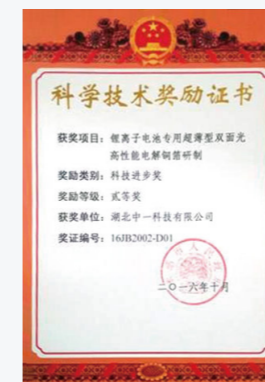 科学技术奖励证书
获奖项目：锂离子电池专用超薄型双面光
高性能电解铜箔研制
奖励类别：科技进步奖
奖励等级：贰等奖
获奖单位：湖北中一科技有限公司
奖证编号：16JB2002-D01
二〇一六年十月